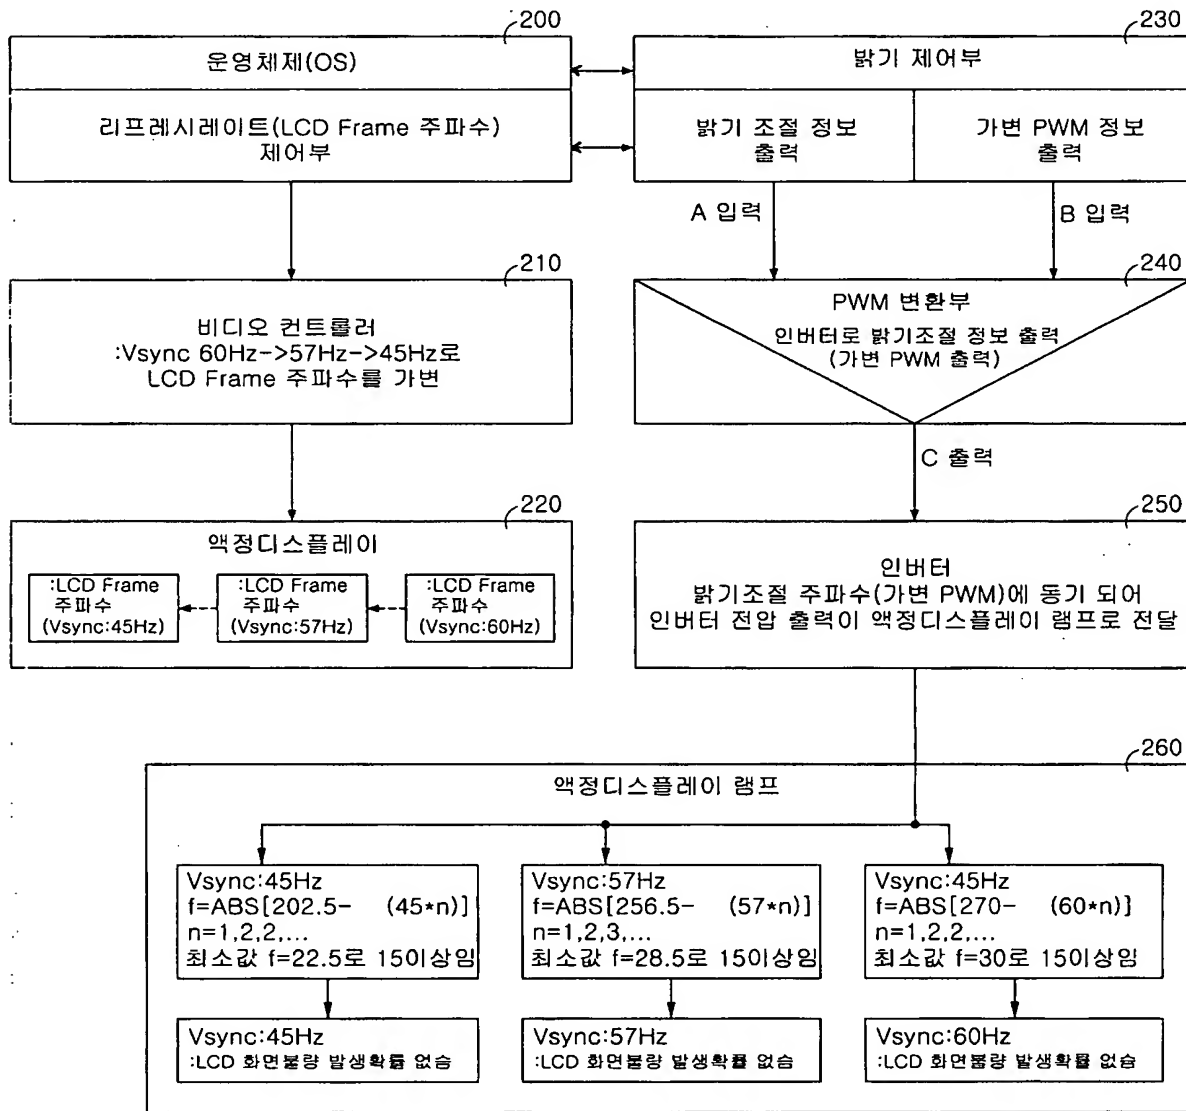 200
운영체제(OS)
리프레시레이트(LCD Frame 주파수)
제어부
230
밝기 제어부
밝기 조절 정보
출력
가변 PWM 정보
출력
A 입력
B 입력
210
비디오 컨트롤러
:Vsync 60Hz->57Hz->45Hz로
LCD Frame 주파수를 가변
240
PWM 변환부
인버터로 밝기조절 정보 출력
(가변 PWM 출력)
C 출력
220
액정디스플레이
:LCD Frame
주파수
(Vsync:45Hz)
:LCD Frame
주파수
(Vsync:57Hz)
:LCD Frame
주파수
(Vsync:60Hz)
250
인버터
밝기조절 주파수(가변 PWM)에 동기 되어
인버터 전압 출력이 액정디스플레이 램프로 전달
260
액정디스플레이 램프
Vsync:45Hz
f=ABS[202.5- (45*n)]
n=1,2,2,...
최소값 f=22.5로 15이상임
Vsync:57Hz
f=ABS[256.5- (57*n)]
n=1,2,3,...
최소값 f=28.5로 15이상임
Vsync:45Hz
f=ABS[270- (60*n)]
n=1,2,2,...
최소값 f=30로 15이상임
Vsync:45Hz
:LCD 화면불량 발생확률 없슴
Vsync:57Hz
:LCD 화면불량 발생확률 없슴
Vsync:60Hz
:LCD 화면불량 발생확률 없슴